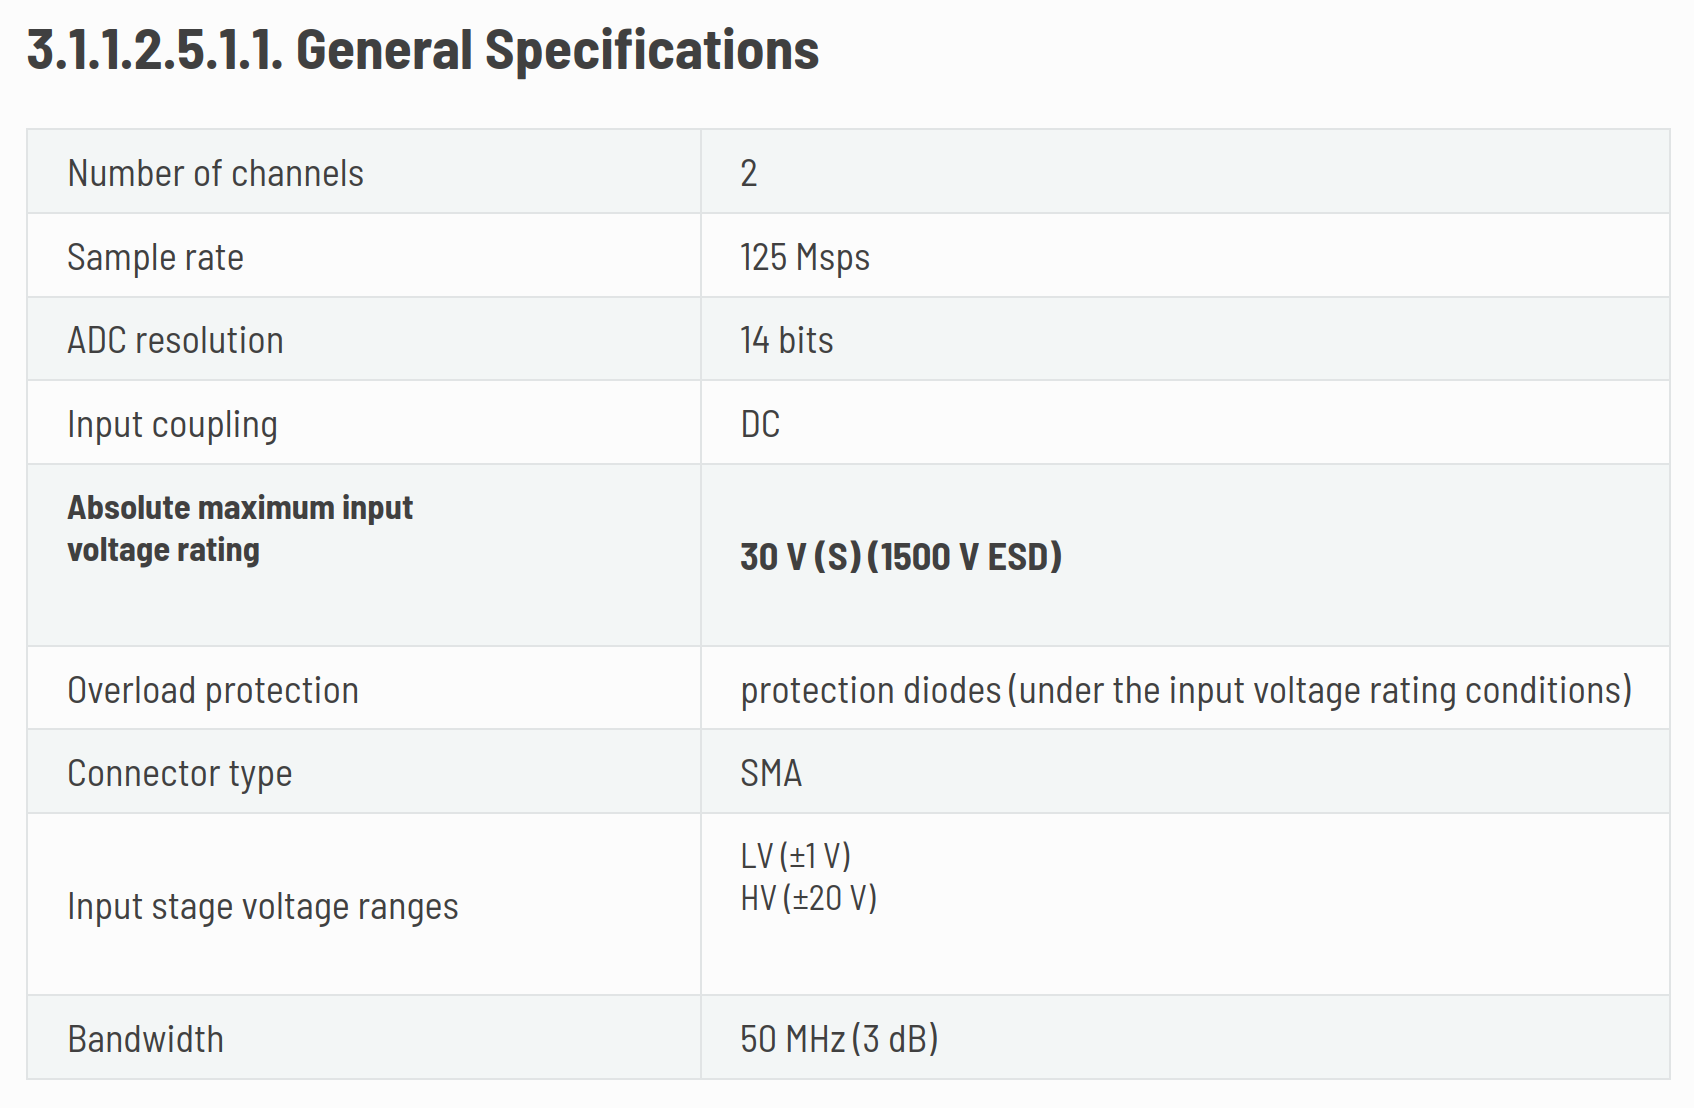 3.1.1.2.5.1.1. General Specifications
Number of channels 2
Sample rate 125 Msps
ADC resolution 14 bits
Input coupling DC
Absolute maximum input
voltage rating
30 V (S) (1500 V ESD)
Overload protection protection diodes (under the input voltage rating conditions)
Connector type SMA
Input stage voltage ranges
LV (±1 V)
HV (±20 V)
Bandwidth 50 MHz (3 dB)